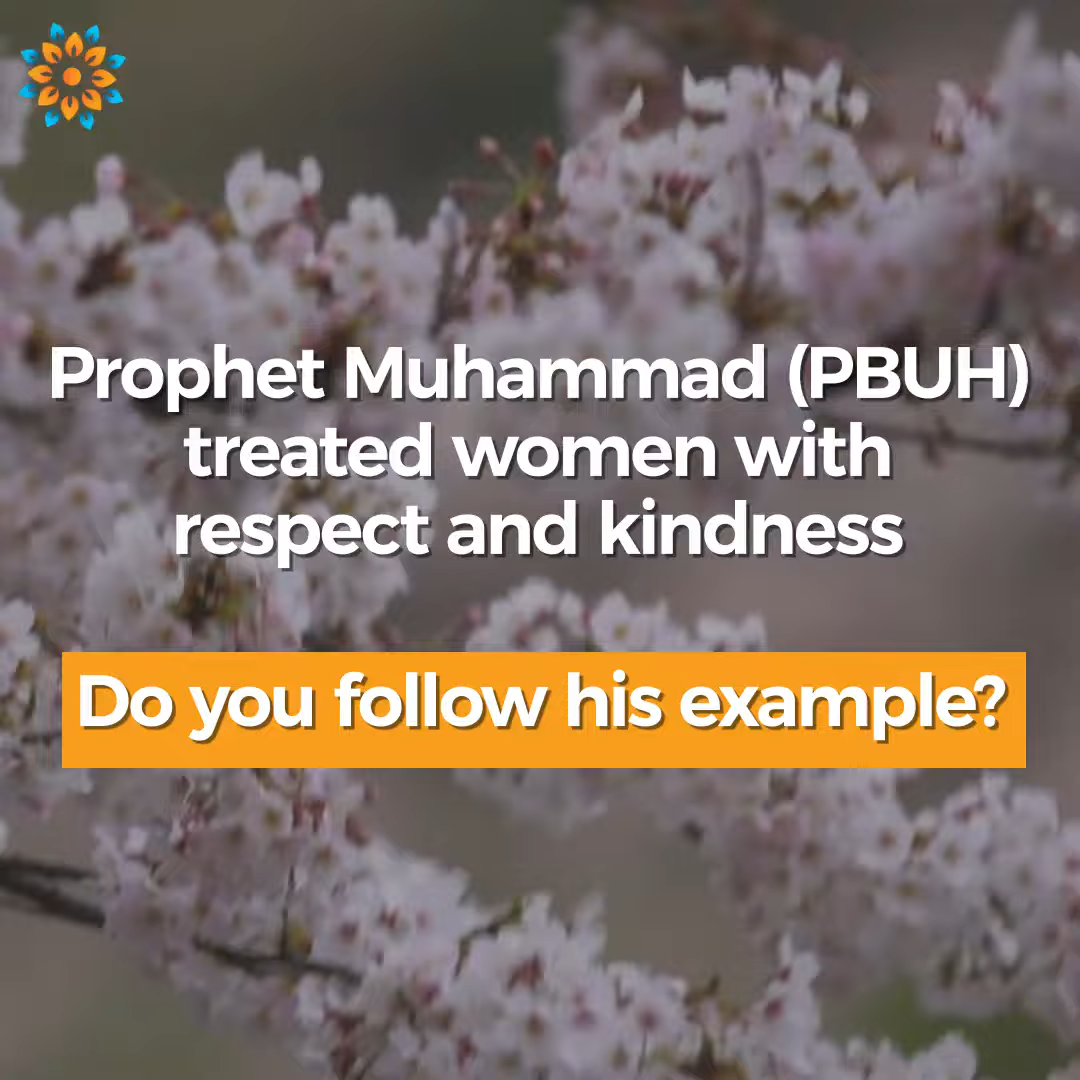 Prophet Muhammad (PBUH)
treated women with
respect and kindness
Do you follow his example?